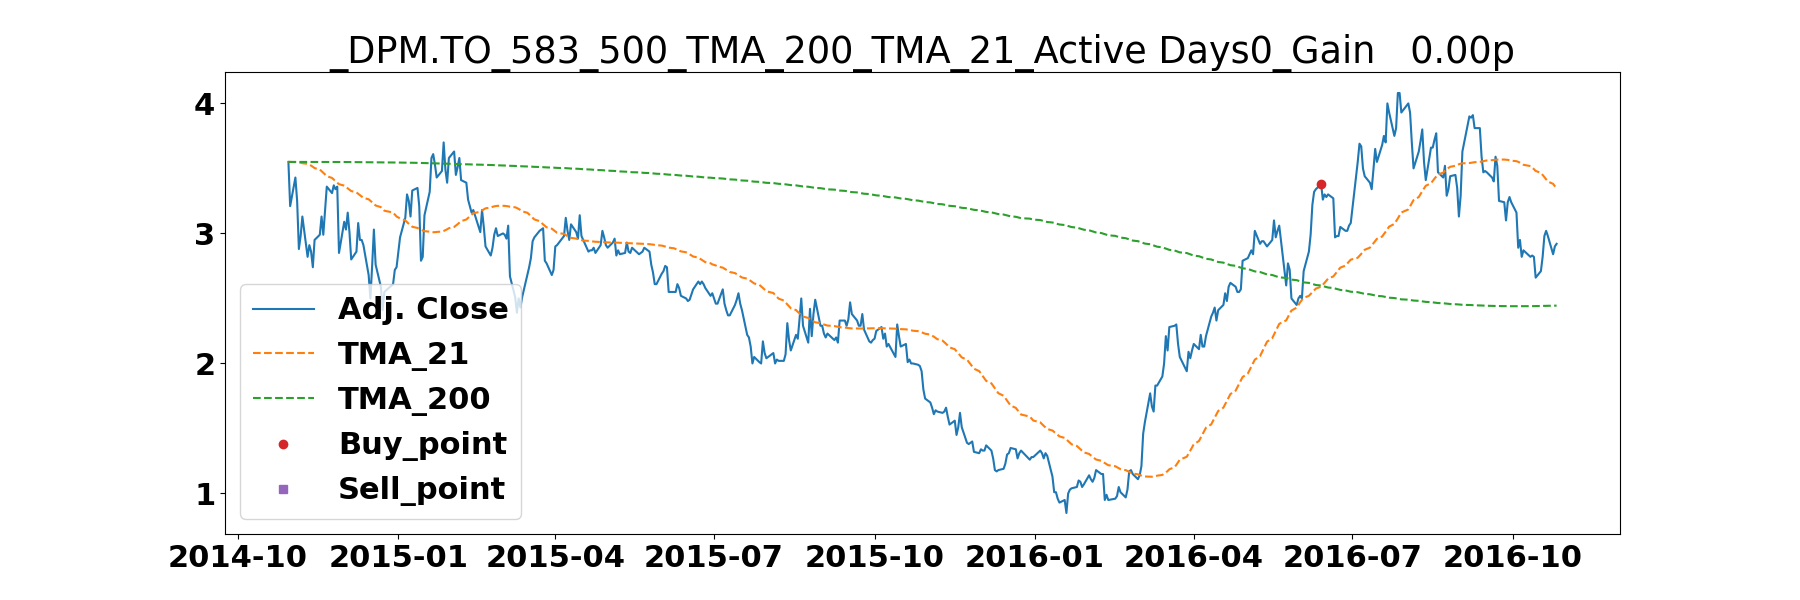 _DPM.TO_583_500_TMA_200_TMA_21_Active Days0_Gain   0.00p
4
3
2
1
Adj. Close
TMA_21
TMA_200
Buy_point
Sell_point
2014-10 2015-01 2015-04 2015-07 2015-10 2016-01 2016-04 2016-07 2016-10